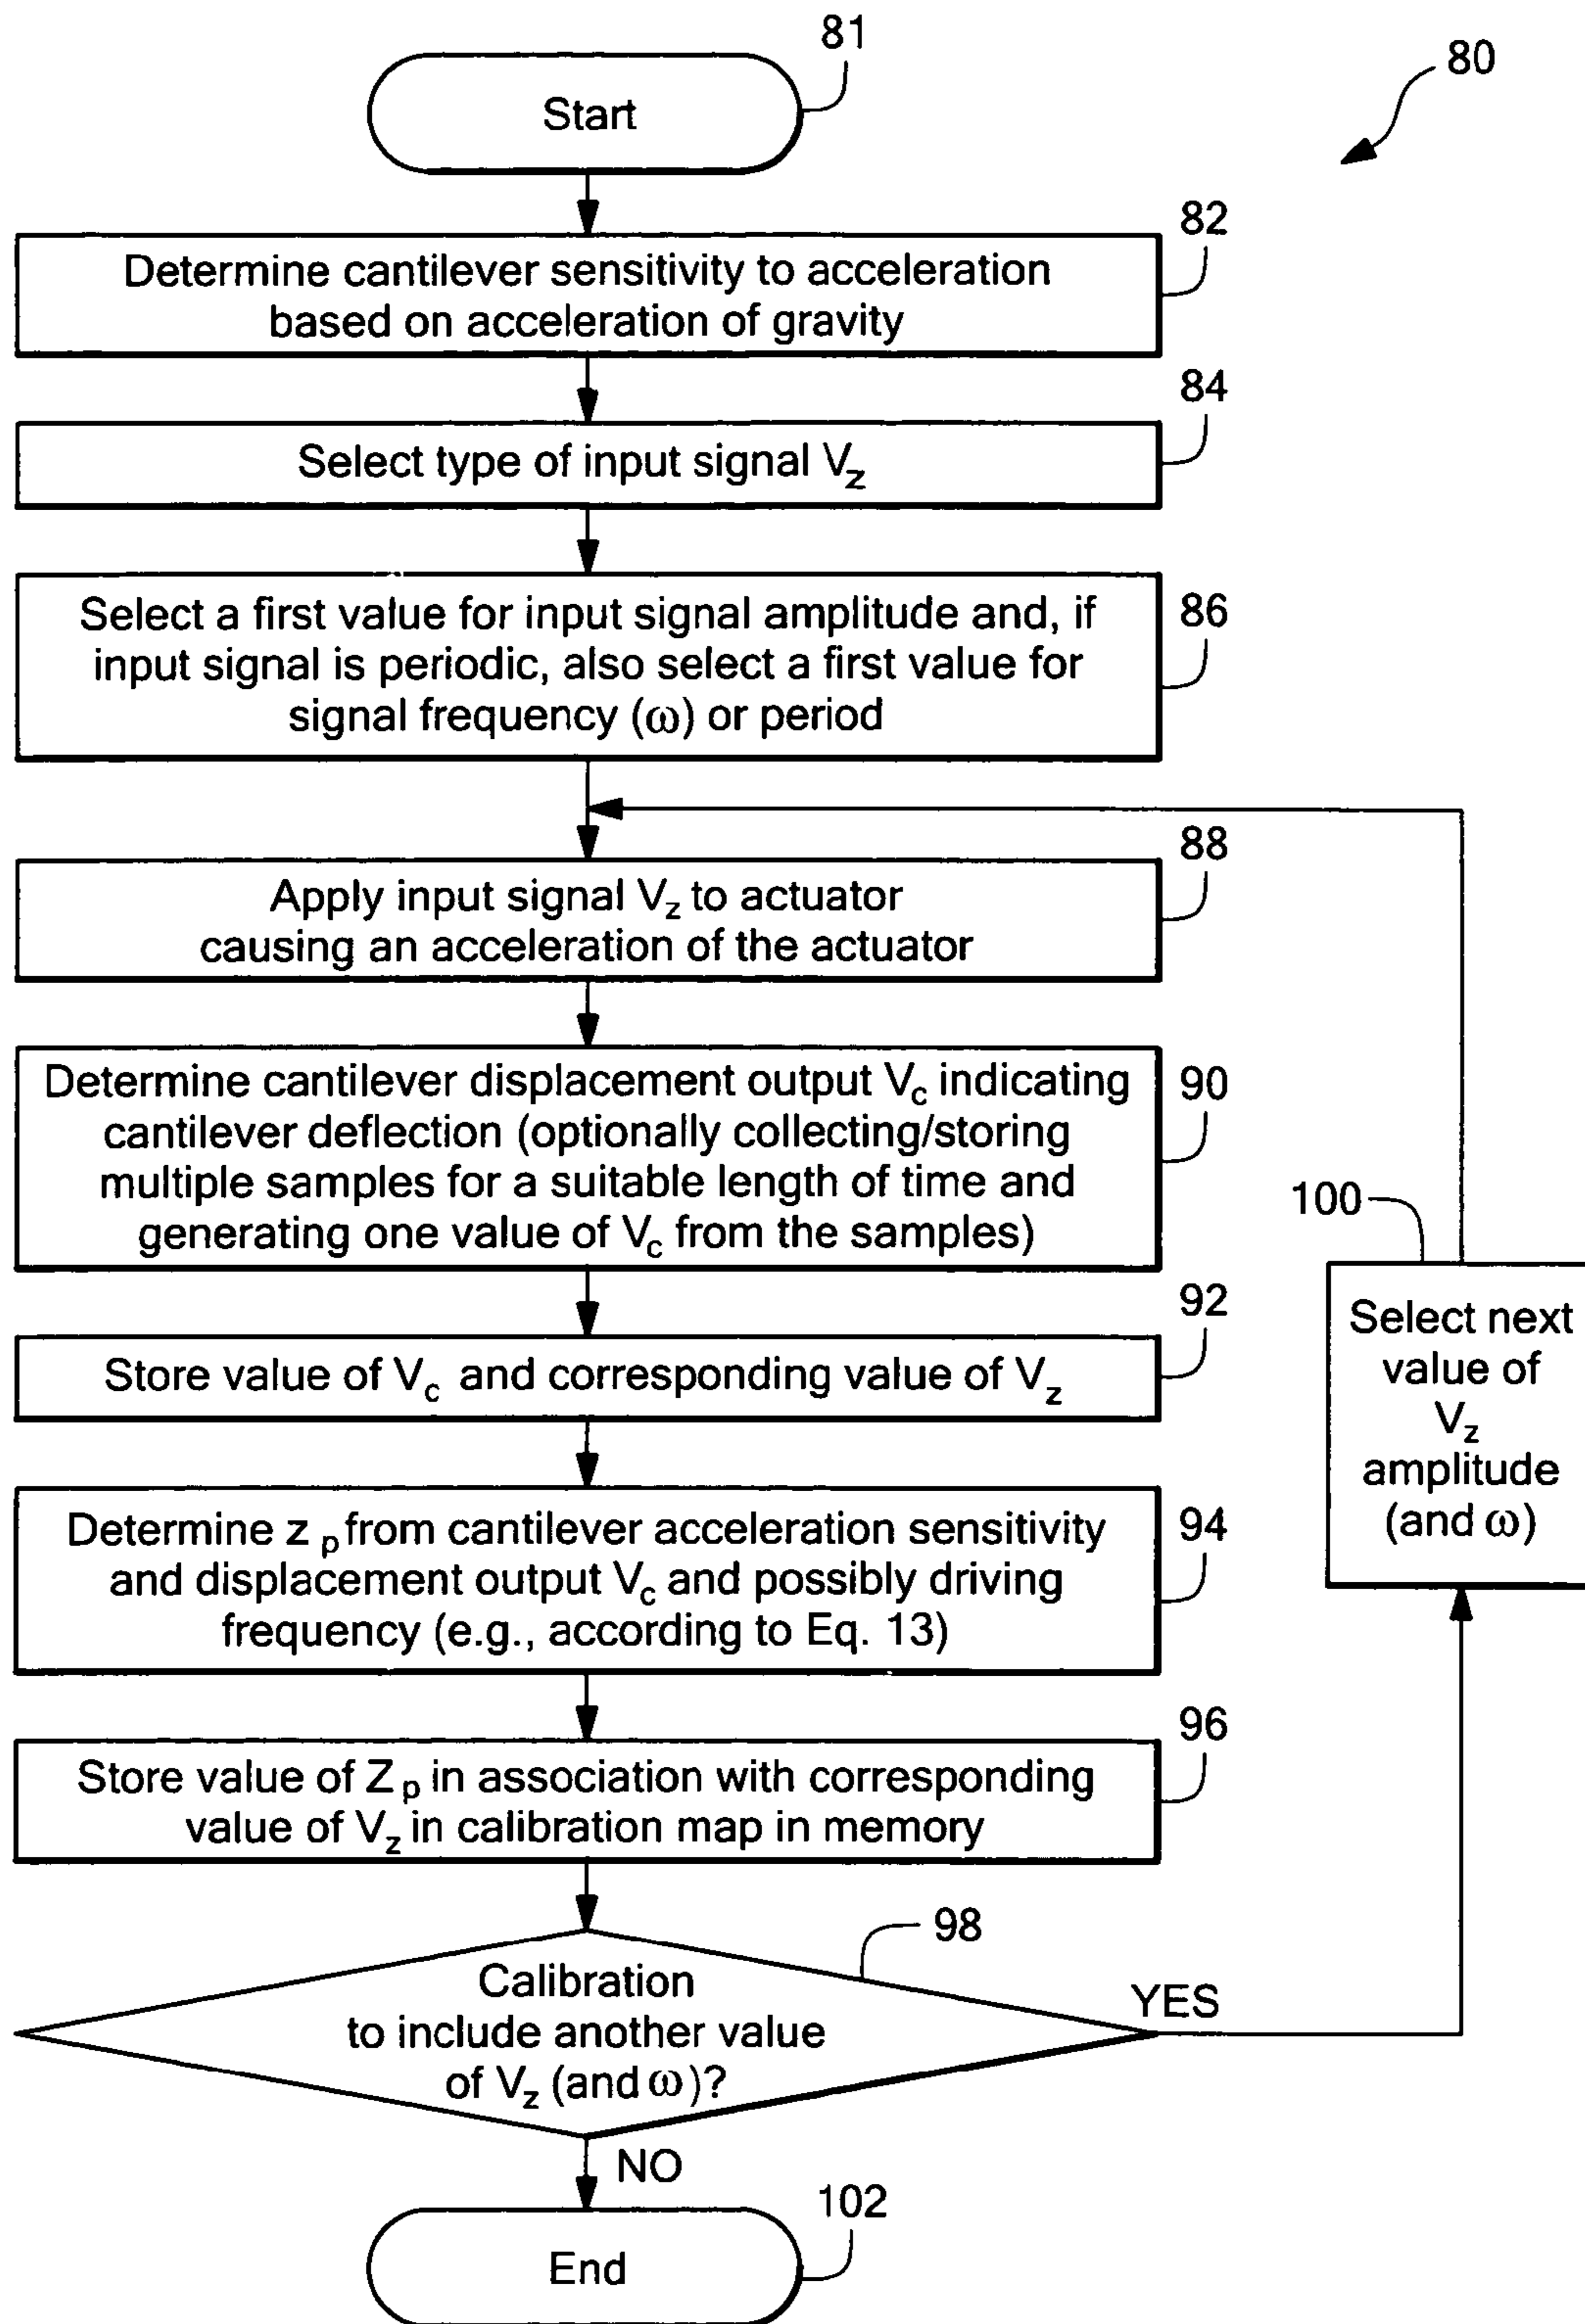 81
Start
80
82
Determine cantilever sensitivity to acceleration
based on acceleration of gravity
84
Select type of input signal Vz
Select a first value for input signal amplitude and, if
input signal is periodic, also select a first value for
signal frequency (ω) or period
86
88
Apply input signal Vz to actuator
causing an acceleration of the actuator
Determine cantilever displacement output Vc indicating
cantilever deflection (optionally collecting/storing
multiple samples for a suitable length of time and
generating one value of Vc from the samples)
90
92
Store value of Vc and corresponding value of Vz
100
Select next
value of
Vz
amplitude
(and ω)
Determine zp from cantilever acceleration sensitivity
and displacement output Vc and possibly driving
frequency (e.g., according to Eq. 13)
94
96
Store value of Zp in association with corresponding
value of Vz in calibration map in memory
98
Calibration
to include another value
of Vz (and ω)?
YES
NO
102
End